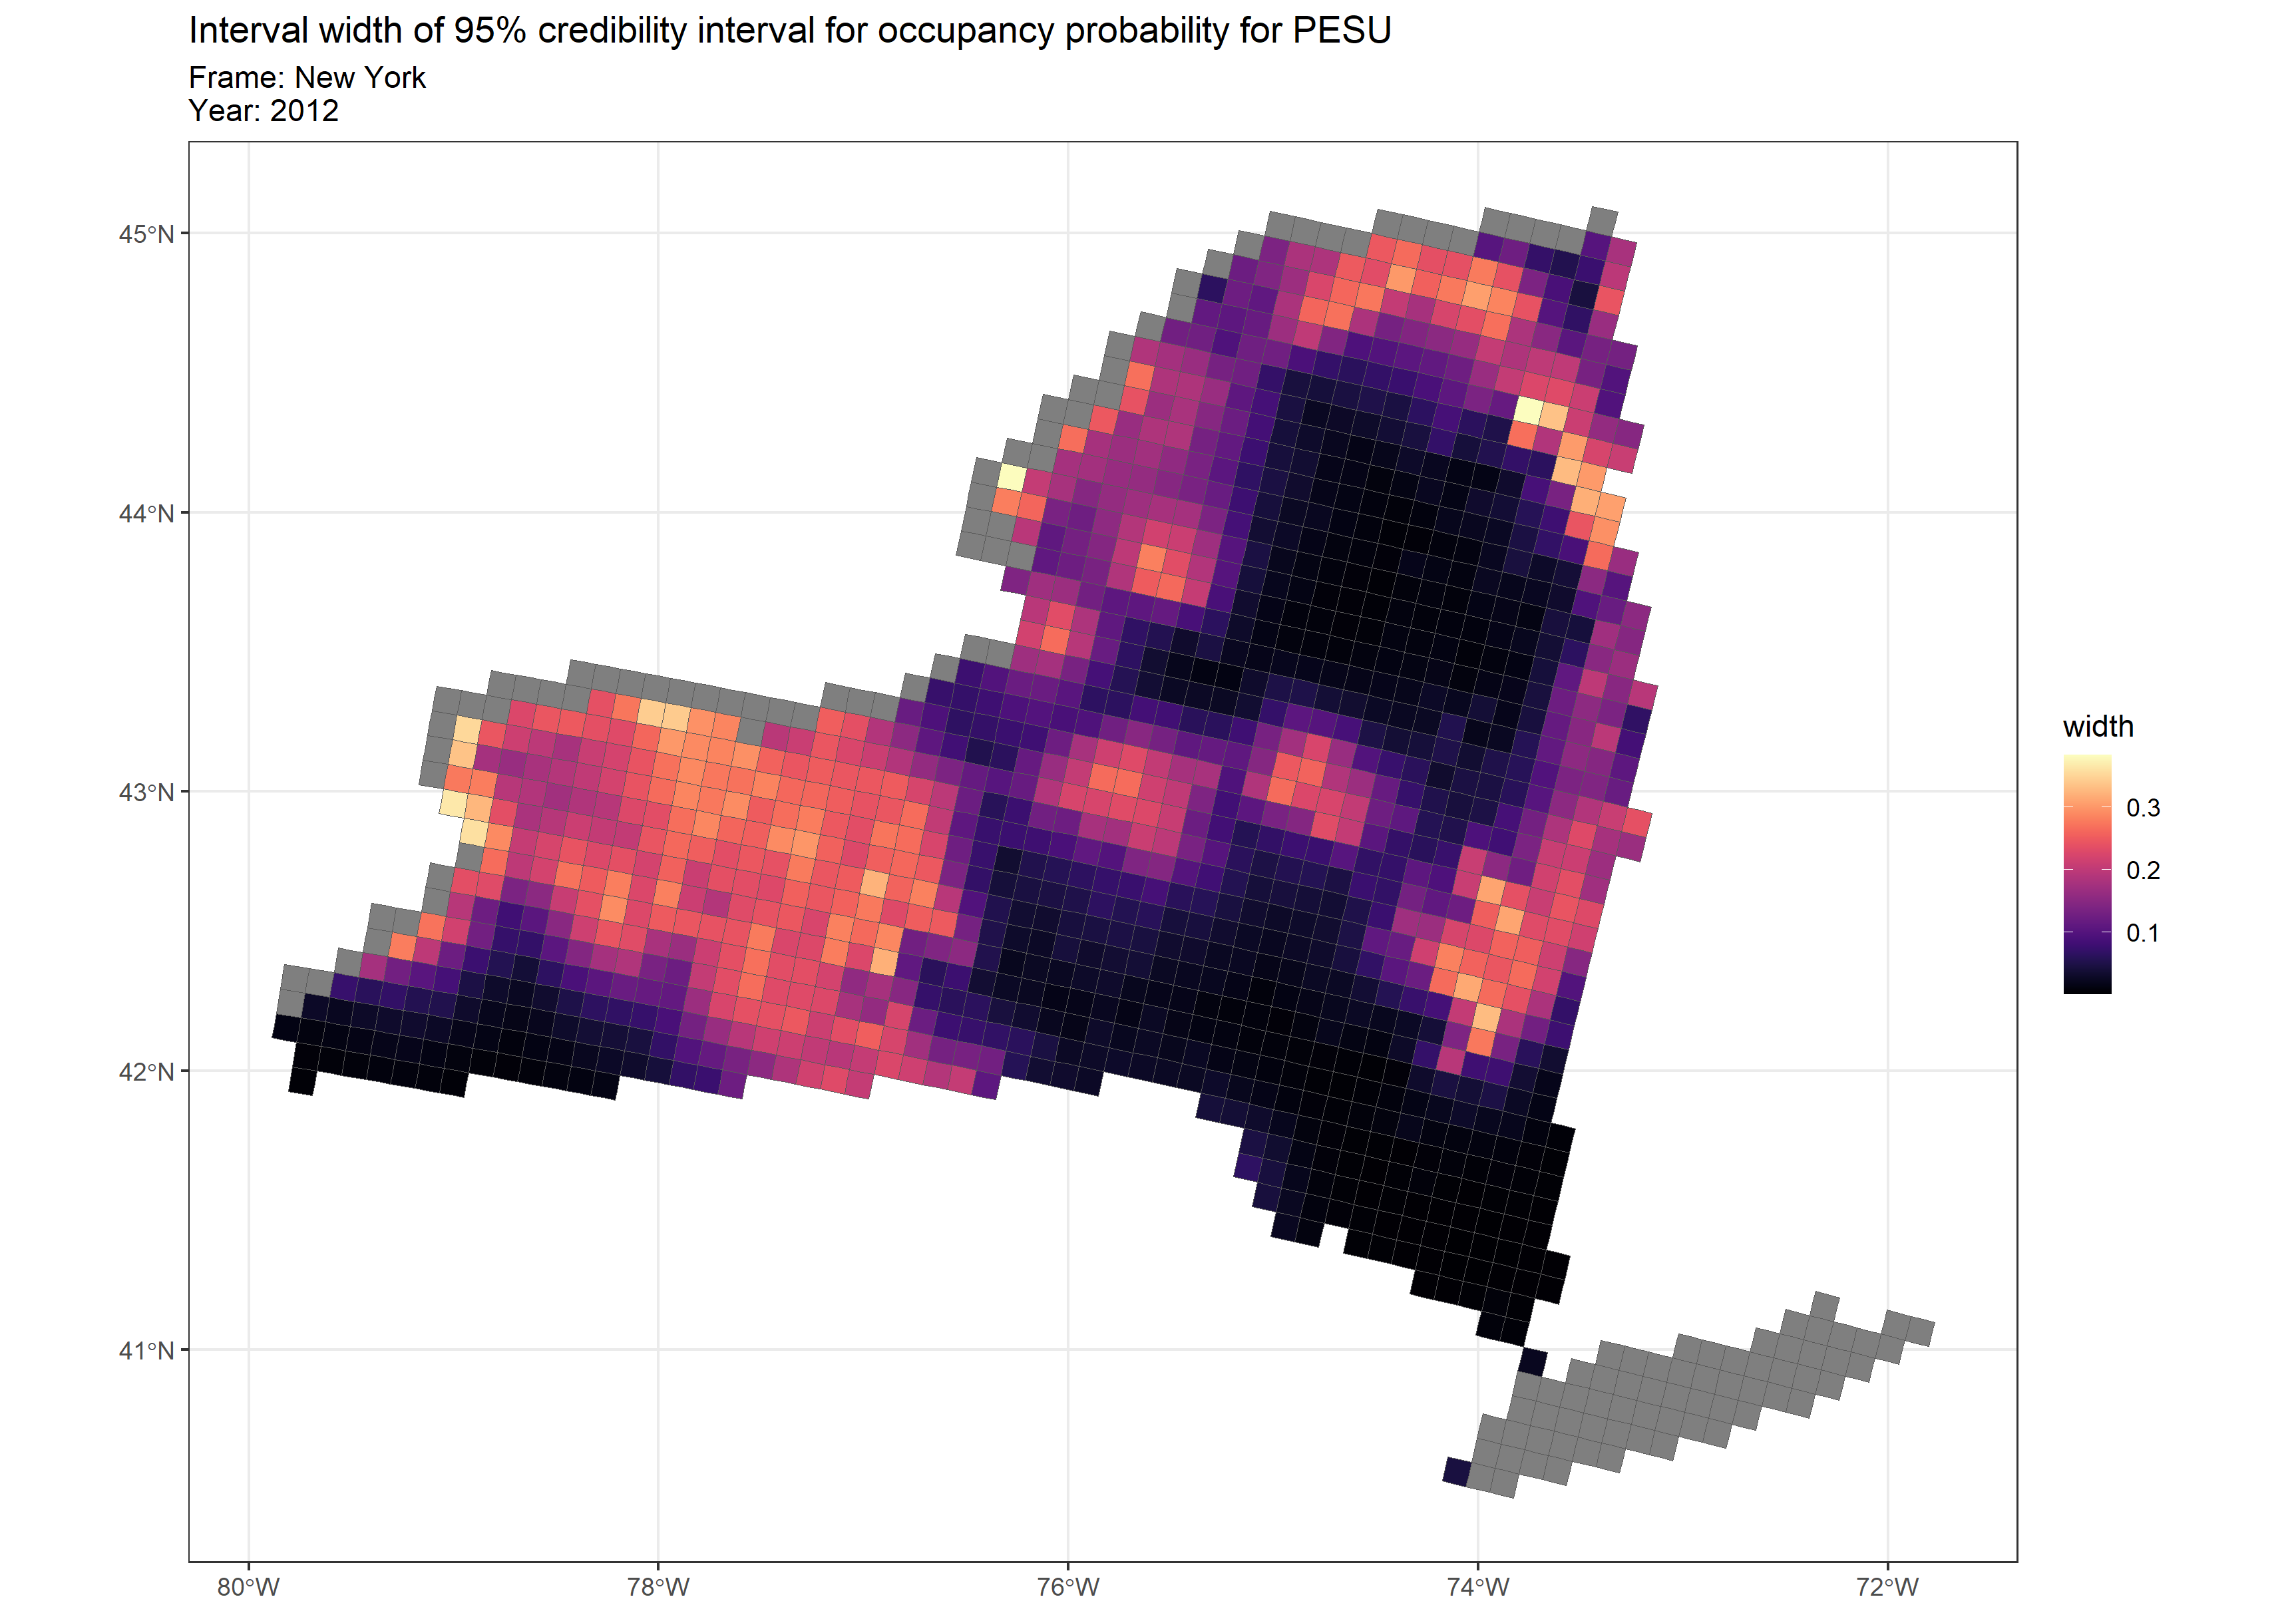 Interval width of 95% credibility interval for occupancy probability for PESU
Frame: New York
Year: 2012
45°N
44°N
43°N
42°N
41°N
80°W
78°W
76°W
74°W
72°W
width
0.3
0.2
0.1